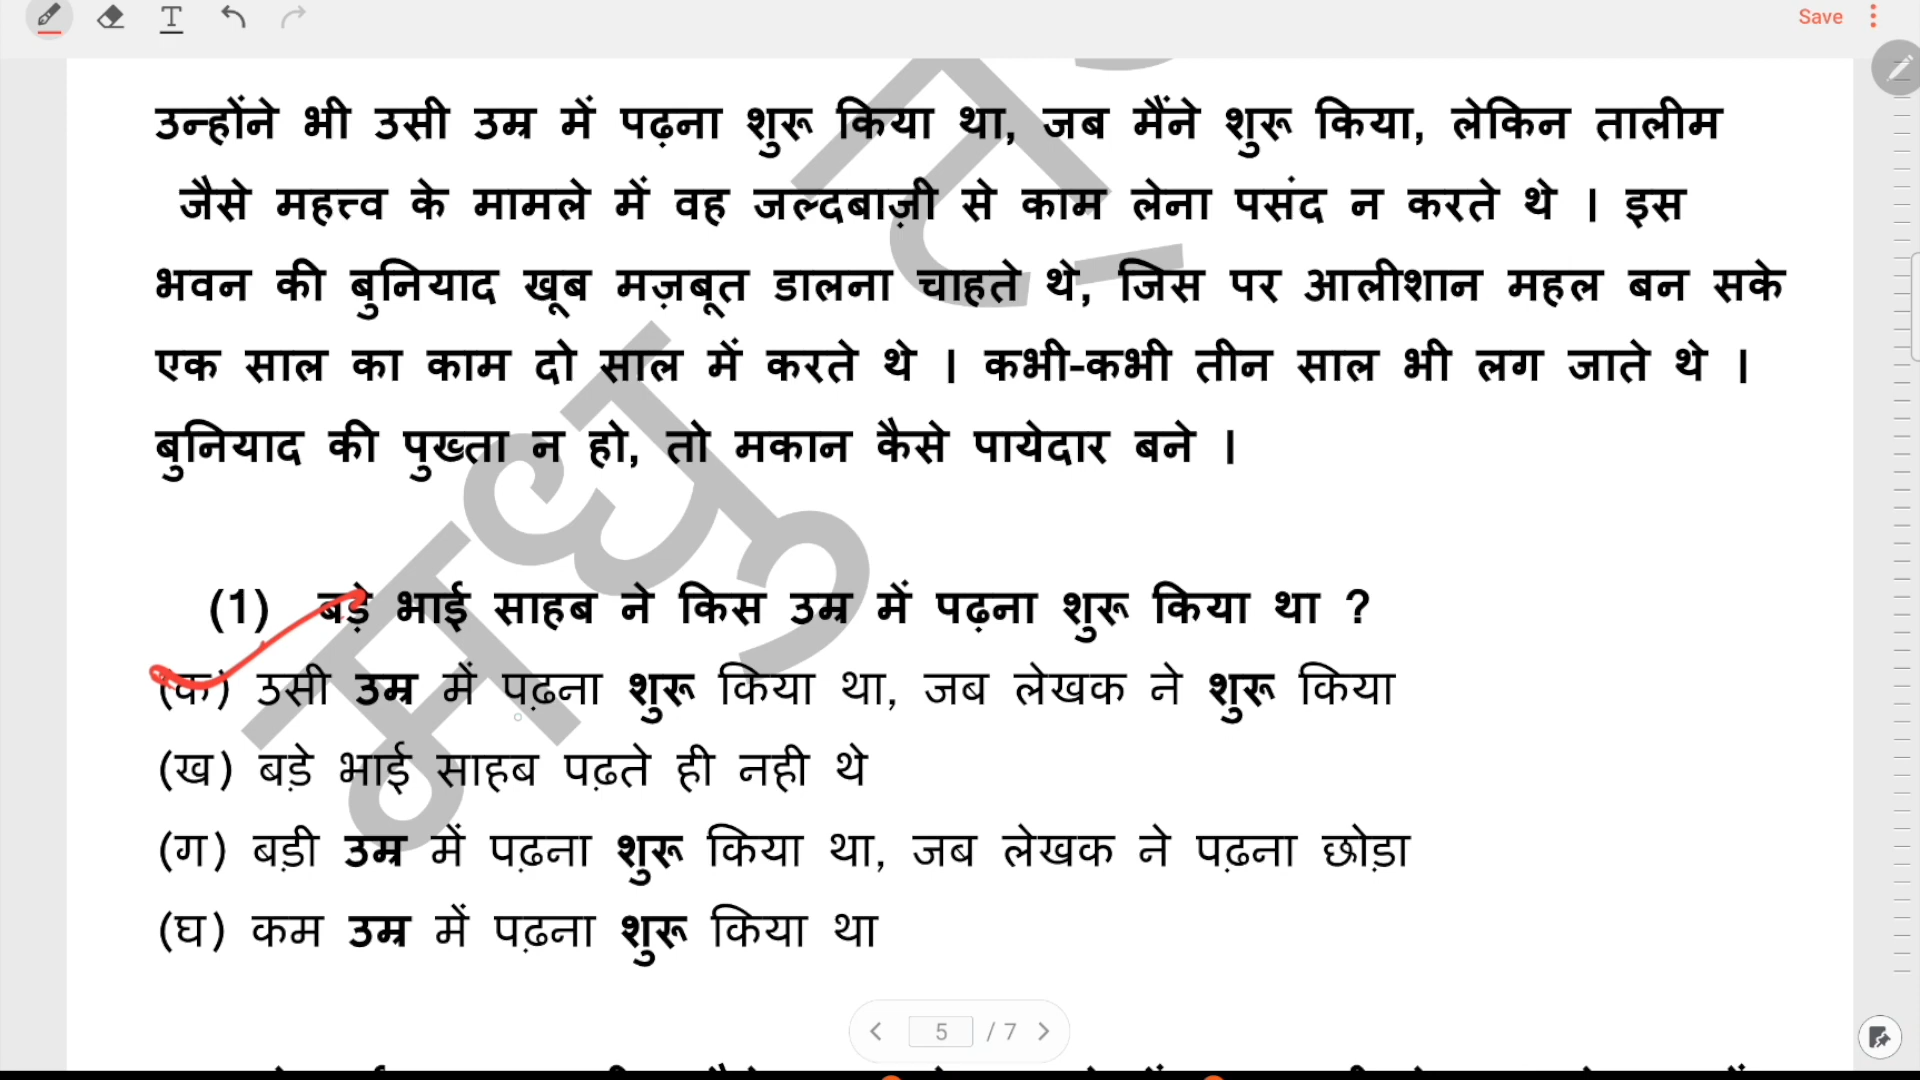 Save
उन्होंने भी उसी उम्र में पढ़ना शुरू किया था, जब मैंने शुरू किया, लेकिन तालीम
जैसे महत्त्व के मामले में वह जल्दबाज़ी से काम लेना पसंद न करते थे । इस
भवन की बुनियाद खूब मज़बूत डालना चाहते थे, जिस पर आलीशान महल बन सके
एक साल का काम दो साल में करते थे । कभी-कभी तीन साल भी लग जाते थे ।
बुनियाद की पुख्ता न हो, तो मकान कैसे पायेदार बने ।
(1) बड़े भाई साहब ने किस उम्र में पढ़ना शुरू किया था ?
(क) उसी उम्र में पढ़ना शुरू किया था, जब लेखक ने शुरू किया
(ख) बड़े भाई साहब पढ़ते ही नही थे
(ग) बड़ी उम्र में पढ़ना शुरू किया था, जब लेखक ने पढ़ना छोड़ा
(घ) कम उम्र में पढ़ना शुरू किया था
5 / 7
मधु